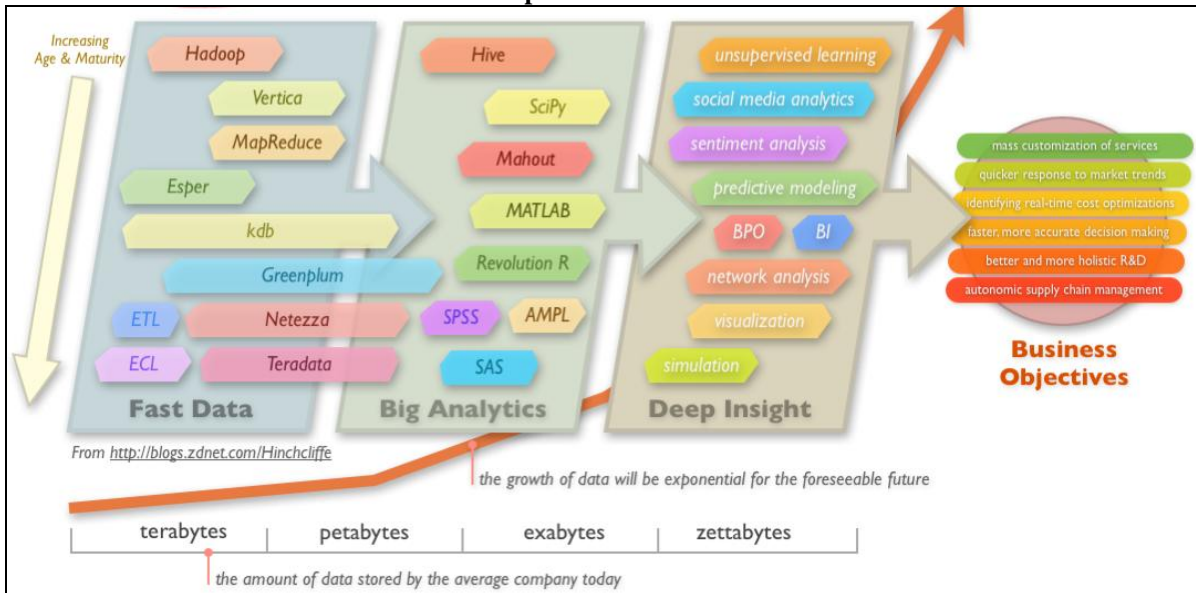 Increasing
Age & Maturity
Hadoop
Vertica
MapReduce
Esper
kdb
Greenplum
ETL
Netezza
ECL
Teradata
Fast Data
Hive
SciPy
Mahout
MATLAB
Revolution R
SPSS
AMPL
SAS
Big Analytics
unsupervised learning
social media analytics
sentiment analysis
predictive modeling
BPO
BI
network analysis
visualization
simulation
Deep Insight
mass customization of services
quicker response to market trends
identifying real-time cost optimizations
faster, more accurate decision making
better and more holistic R&D
autonomic supply chain management
Business
Objectives
From http://blogs.zdnet.com/Hinchcliffe
the growth of data will be exponential for the foreseeable future
terabytes
petabytes
exabytes
zettabytes
the amount of data stored by the average company today